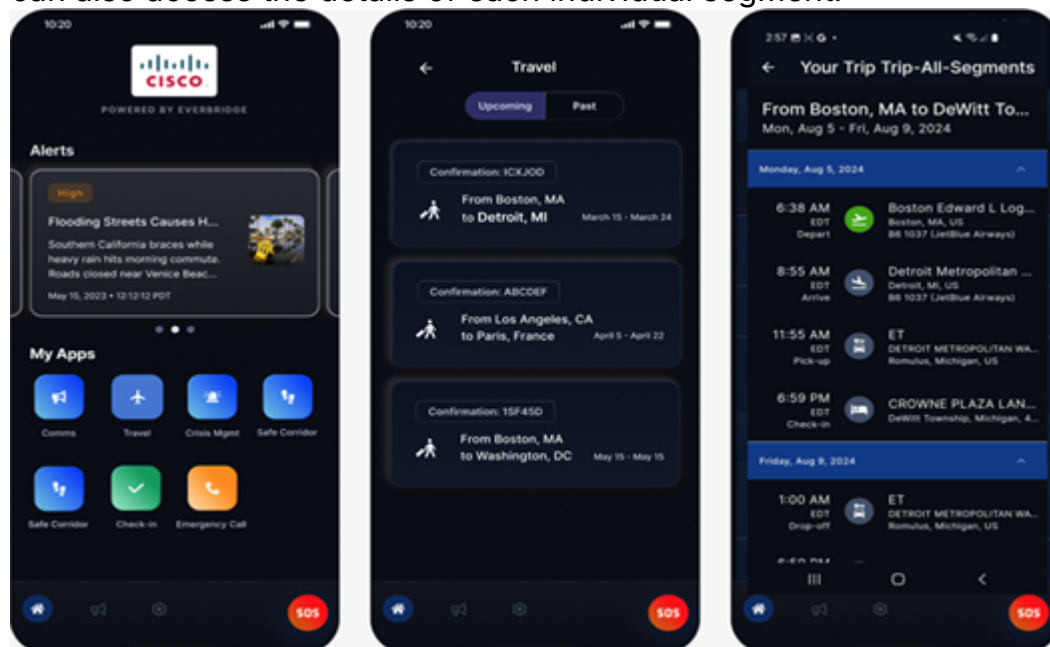 can also access the details of each individual segment.
10:20
CISCO
POWERED BY EVERBRIDGE
Alerts
High
Flooding Streets Causes H...
Southern California braces while
heavy rain hits morning commute.
Roads closed near Venice Beac...
May 15, 2023 • 12:12:12 PDT
My Apps
Comms
Travel
Crisis Mgmt
Safe Corridor
Safe Corridor
Check-in
Emergency Call
SOS
10:20
Travel
Upcoming
Past
Confirmation: ICXJOD
From Boston, MA
to Detroit, MI
March 15 - March 24
Confirmation: ABCDEF
From Los Angeles, CA
to Paris, France
April 5 - April 22
Confirmation: 1SF45D
From Boston, MA
to Washington, DC
May 15 - May 15
SOS
2:57
Your Trip Trip-All-Segments
From Boston, MA to DeWitt To...
Mon, Aug 5 - Fri, Aug 9, 2024
Monday, Aug 5, 2024
6:38 AM
EDT
Depart
Boston Edward L Log...
Boston, MA, US
B6 1037 (JetBlue Airways)
8:55 AM
EDT
Arrive
Detroit Metropolitan ...
Detroit, MI, US
B6 1037 (JetBlue Airways)
11:55 AM
EDT
Pick-up
ET
DETROIT METROPOLITAN WA...
Romulus, Michigan, US
6:59 PM
EDT
Check-in
CROWNE PLAZA LAN...
DeWitt Township, Michigan, 4...
Friday, Aug 9, 2024
1:00 AM
EDT
Drop-off
ET
DETROIT METROPOLITAN WA...
Romulus, Michigan, US
SOS